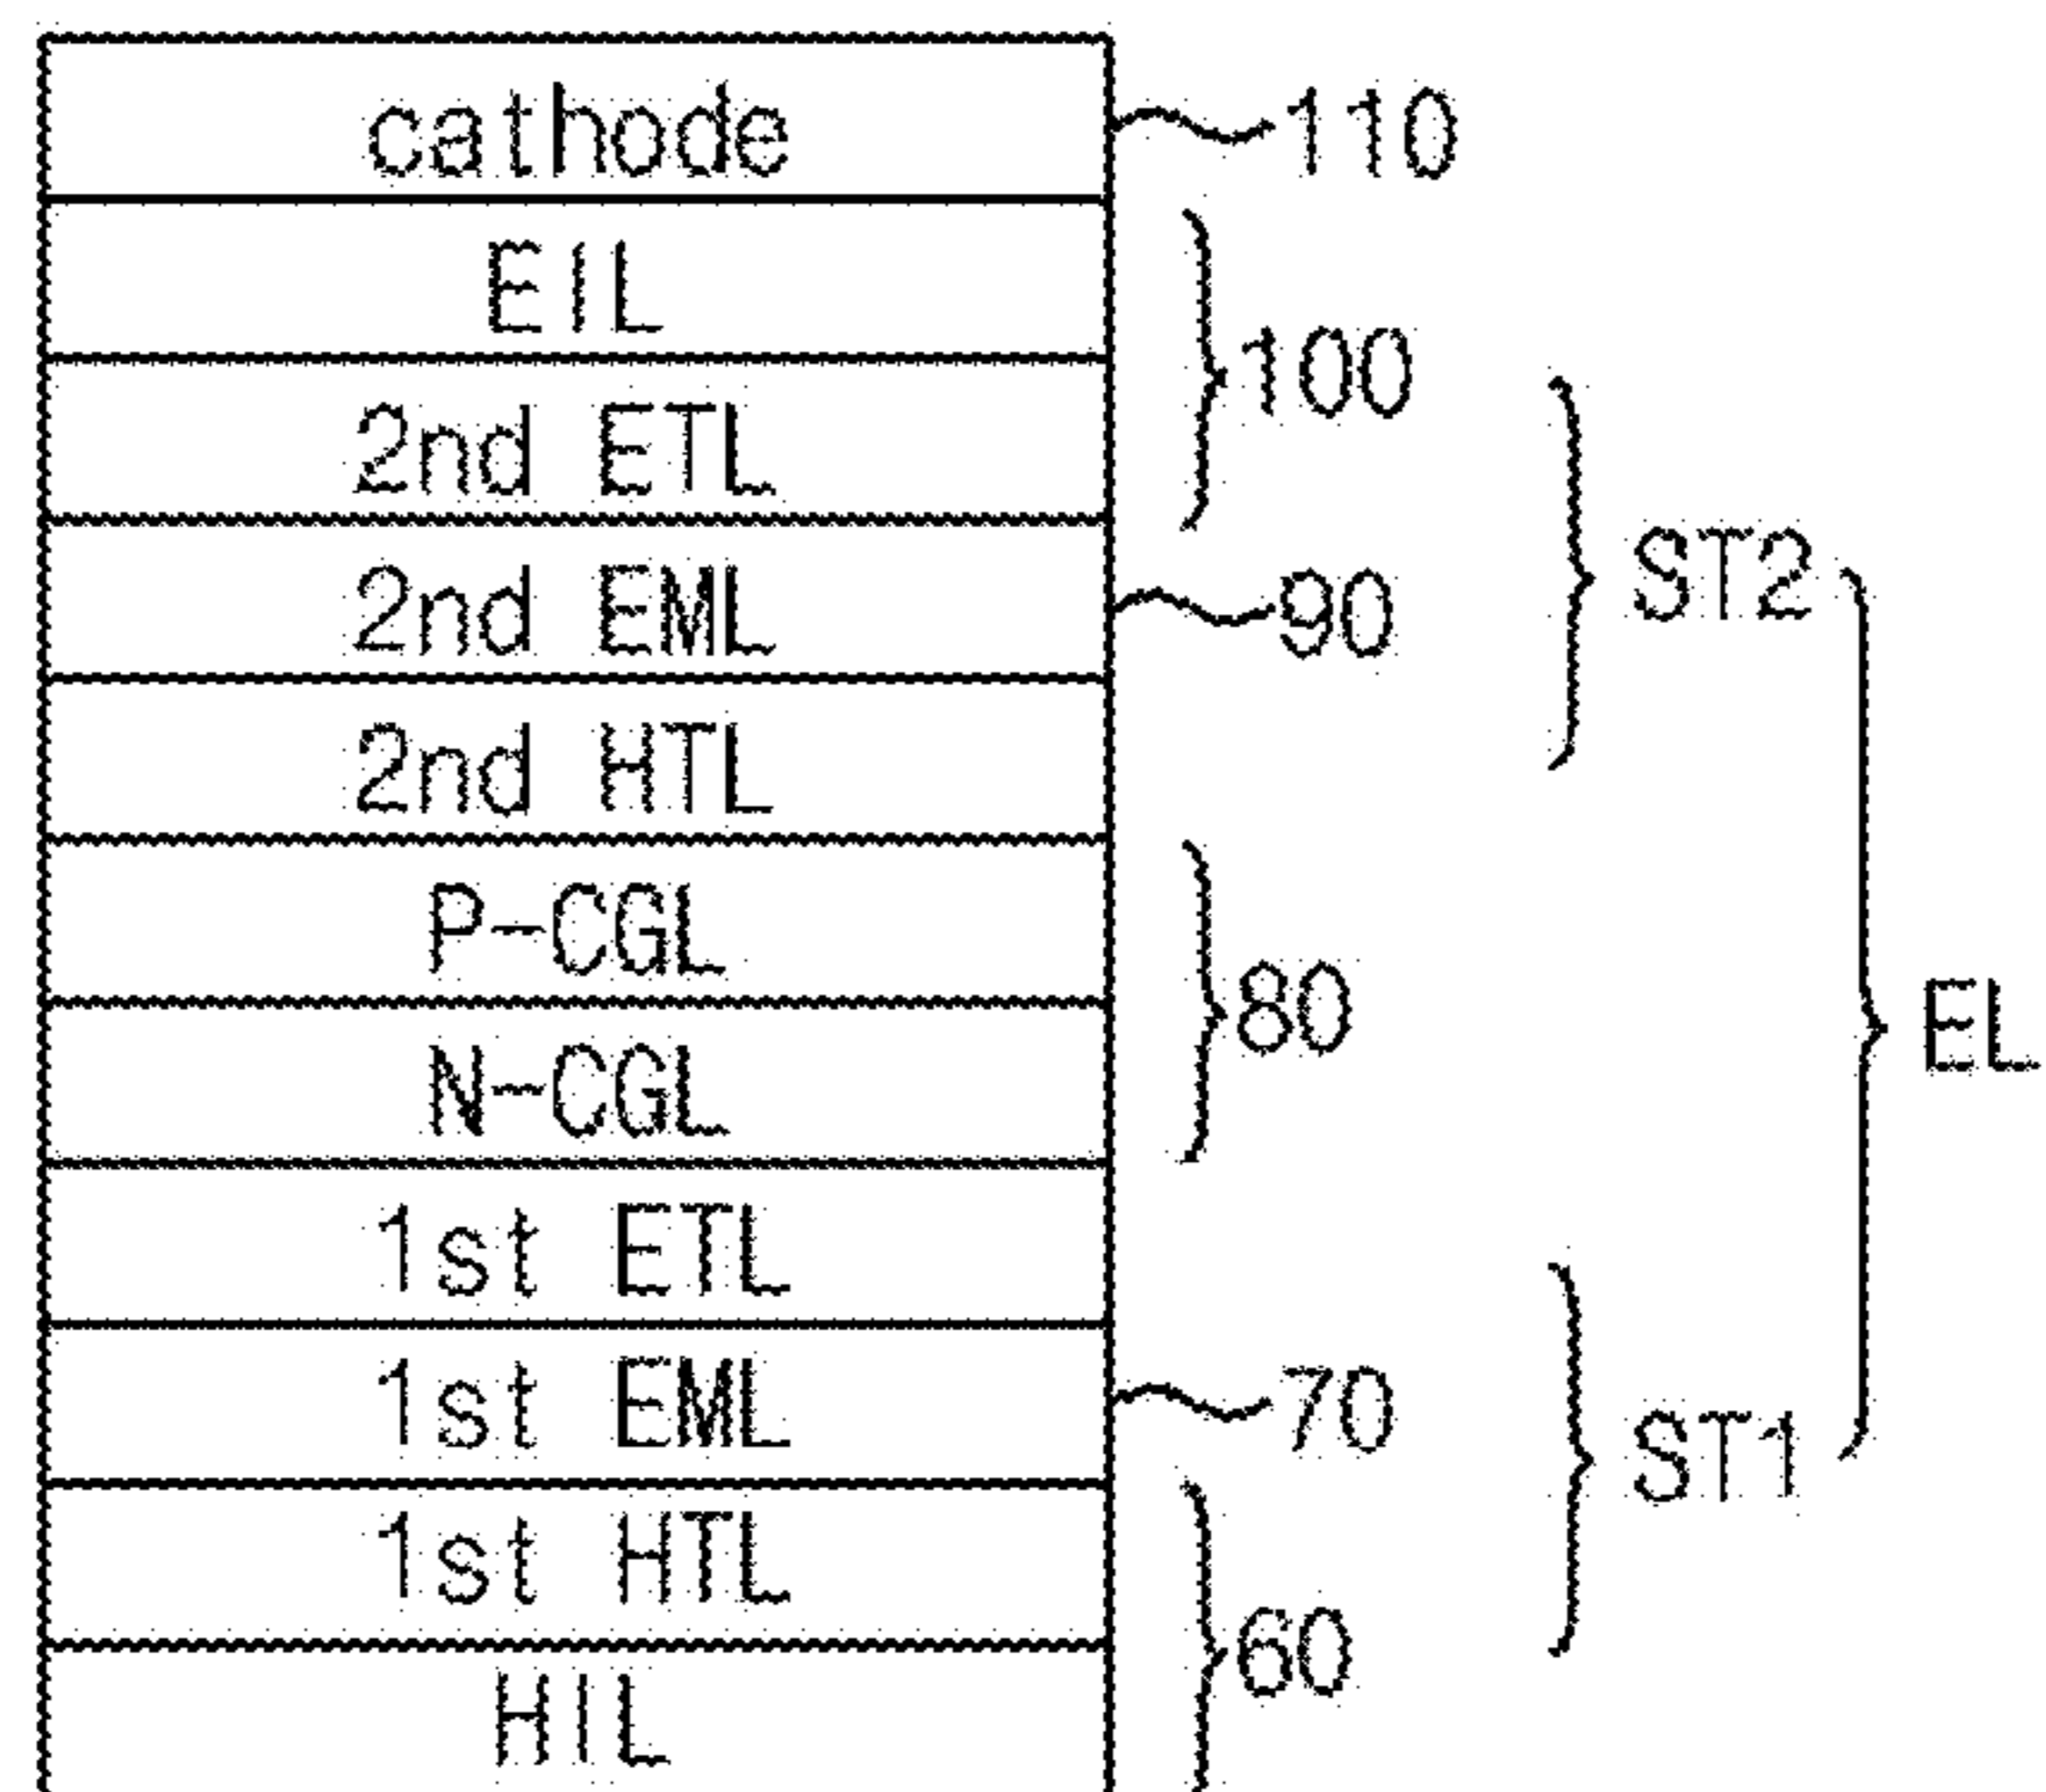 cathode 110
EIL
100
2nd ETL
ST2
2nd EML 90
2nd HTL
P-CGL
80
EL
N-CGL
1st ETL
1st EML 70
ST1
1st HTL
60
HIL